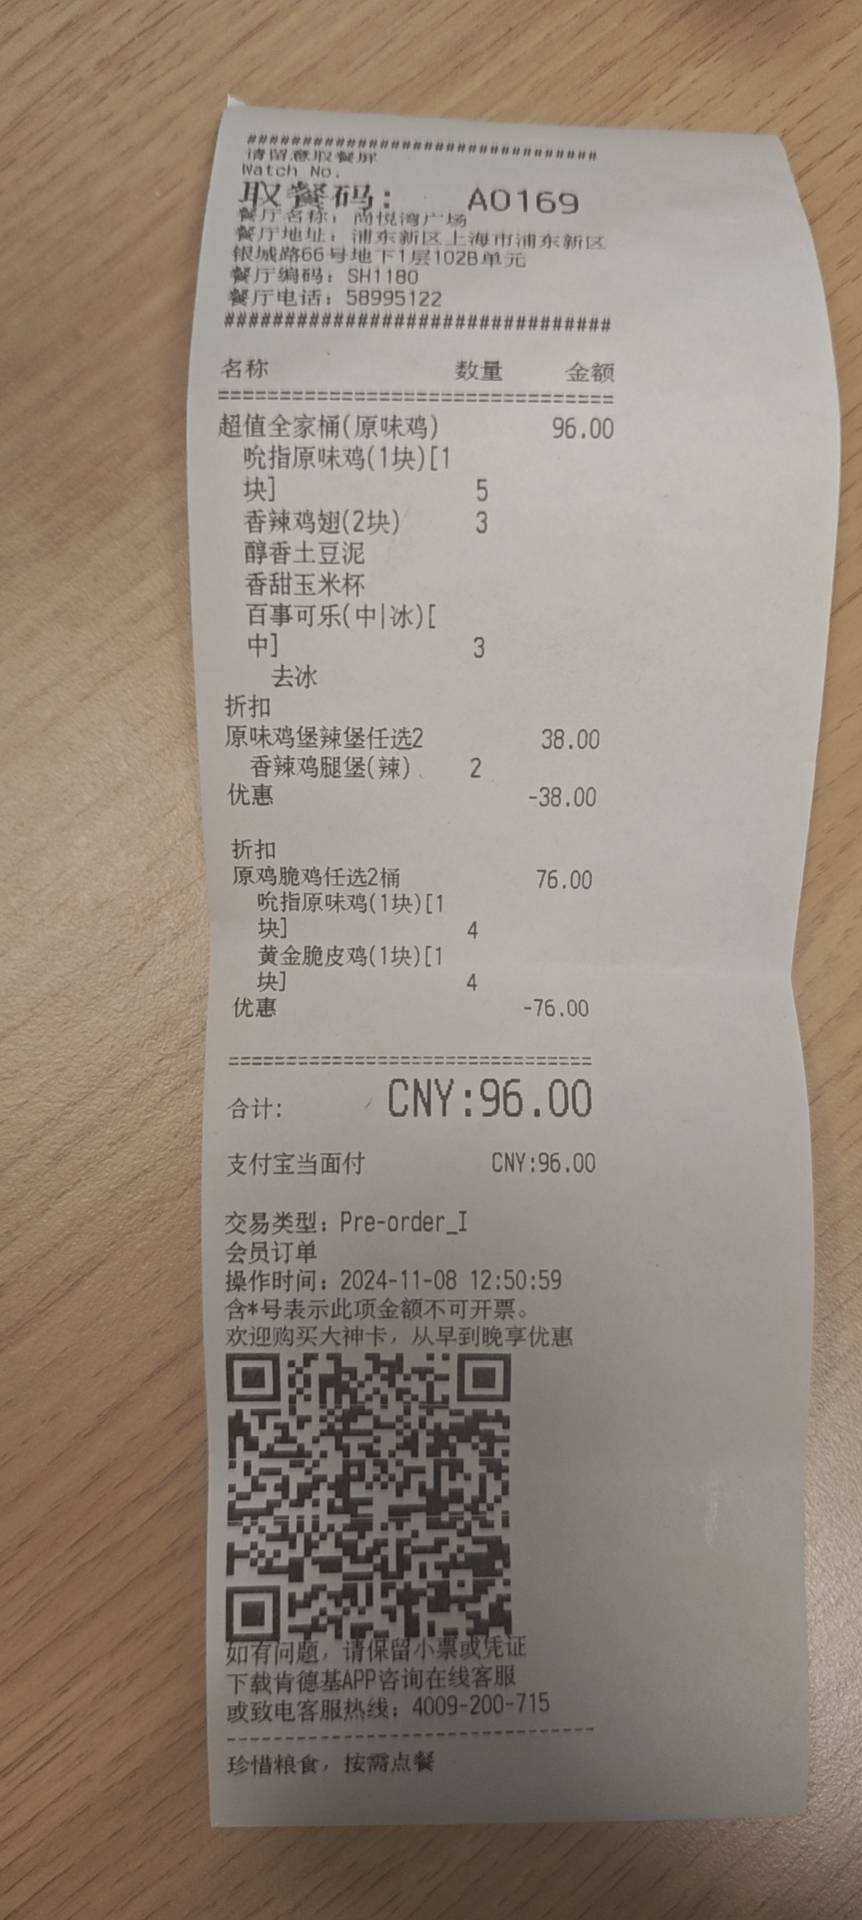 ################################
请留意取餐屏
Watch No.
取餐码： A0169
餐厅名称：尚悦湾广场
餐厅地址：浦东新区上海市浦东新区
银城路66号地下1层102B单元
餐厅编码：SH1180
餐厅电话：58995122
################################
名称 数量 金额
================================
超值全家桶(原味鸡) 96.00
吮指原味鸡(1块)[1
块] 5
香辣鸡翅(2块) 3
醇香土豆泥
香甜玉米杯
百事可乐(中|冰)[
中] 3
去冰
折扣
原味鸡堡辣堡任选2 38.00
香辣鸡腿堡(辣) 2
优惠 -38.00
折扣
原鸡脆鸡任选2桶 76.00
吮指原味鸡(1块)[1
块] 4
黄金脆皮鸡(1块)[1
块] 4
优惠 -76.00
================================
合计: CNY:96.00
支付宝当面付 CNY:96.00
交易类型：Pre-order_I
会员订单
操作时间：2024-11-08 12:50:59
含*号表示此项金额不可开票。
欢迎购买大神卡，从早到晚享优惠
如有问题，请保留小票或凭证
下载肯德基APP咨询在线客服
或致电客服热线：4009-200-715
--------------------------------
珍惜粮食，按需点餐